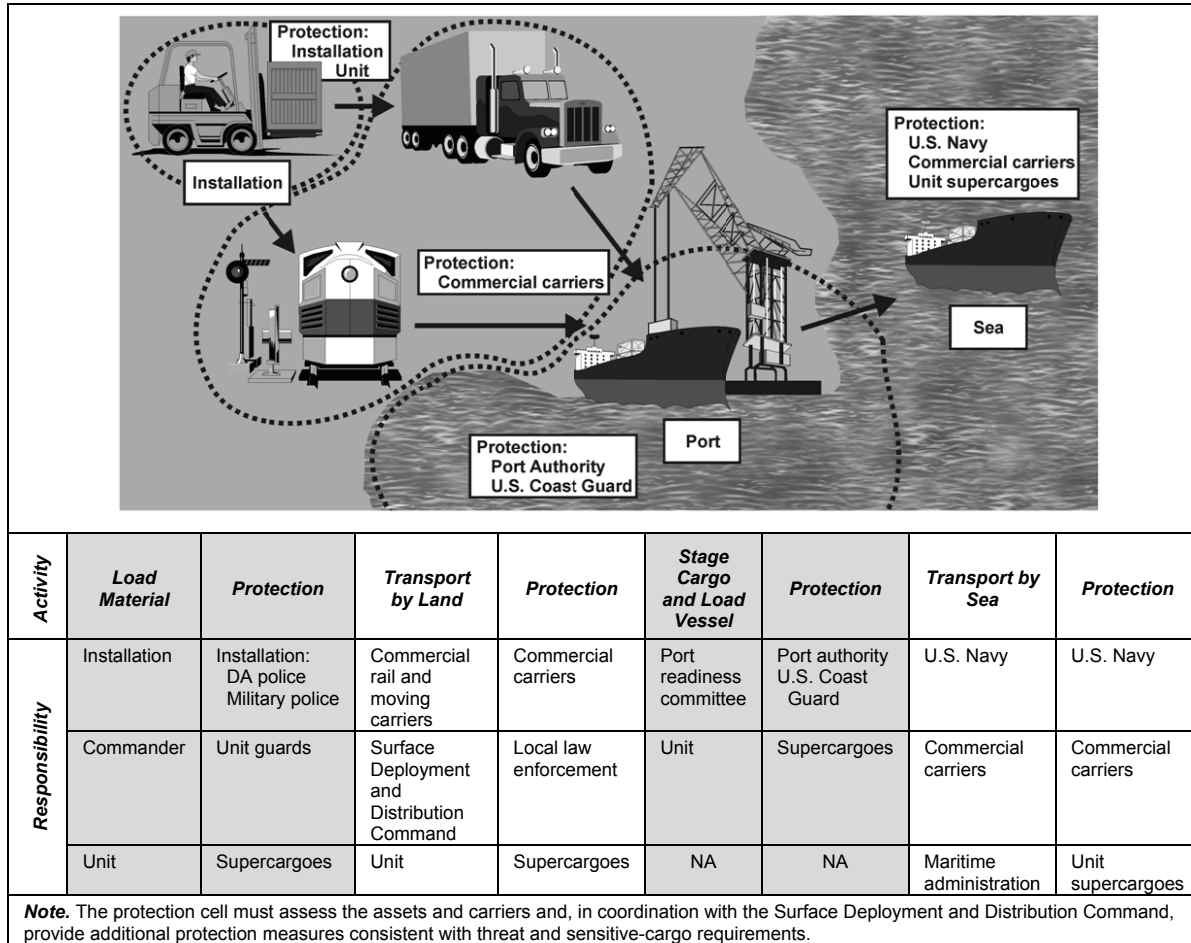 Protection:
Installation
Unit
Installation
Protection:
Commercial carriers
Protection:
U.S. Navy
Commercial carriers
Unit supercargoes
Sea
Port
Protection:
Port Authority
U.S. Coast Guard
Activity
Load
Material
Protection
Transport
by Land
Protection
Stage
Cargo
and Load
Vessel
Protection
Transport by
Sea
Protection
Responsibility
Installation
Installation:
DA police
Military police
Commercial
rail and
moving
carriers
Commercial
carriers
Port
readiness
committee
Port authority
U.S. Coast
Guard
U.S. Navy
U.S. Navy
Commander
Unit guards
Surface
Deployment
and
Distribution
Command
Local law
enforcement
Unit
Supercargoes
Commercial
carriers
Commercial
carriers
Unit
Supercargoes
Unit
Supercargoes
NA
NA
Maritime
administration
Unit
supercargoes
Note. The protection cell must assess the assets and carriers and, in coordination with the Surface Deployment and Distribution Command,
provide additional protection measures consistent with threat and sensitive-cargo requirements.